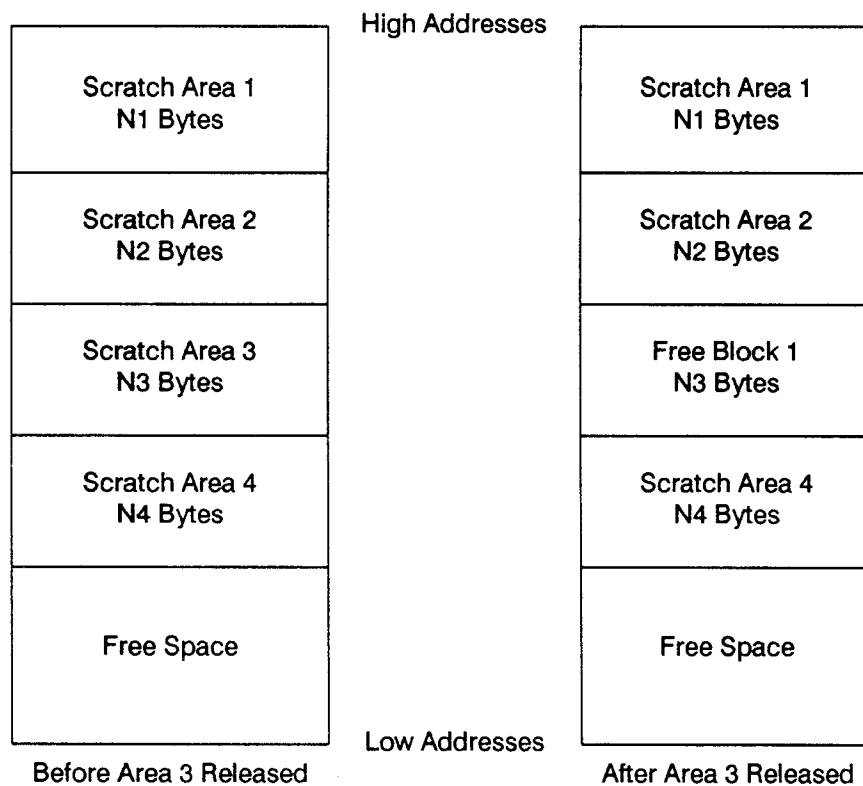 High Addresses
Scratch Area 1
N1 Bytes
Scratch Area 2
N2 Bytes
Scratch Area 3
N3 Bytes
Scratch Area 4
N4 Bytes
Free Space
Before Area 3 Released
Scratch Area 1
N1 Bytes
Scratch Area 2
N2 Bytes
Free Block 1
N3 Bytes
Scratch Area 4
N4 Bytes
Free Space
After Area 3 Released
Low Addresses